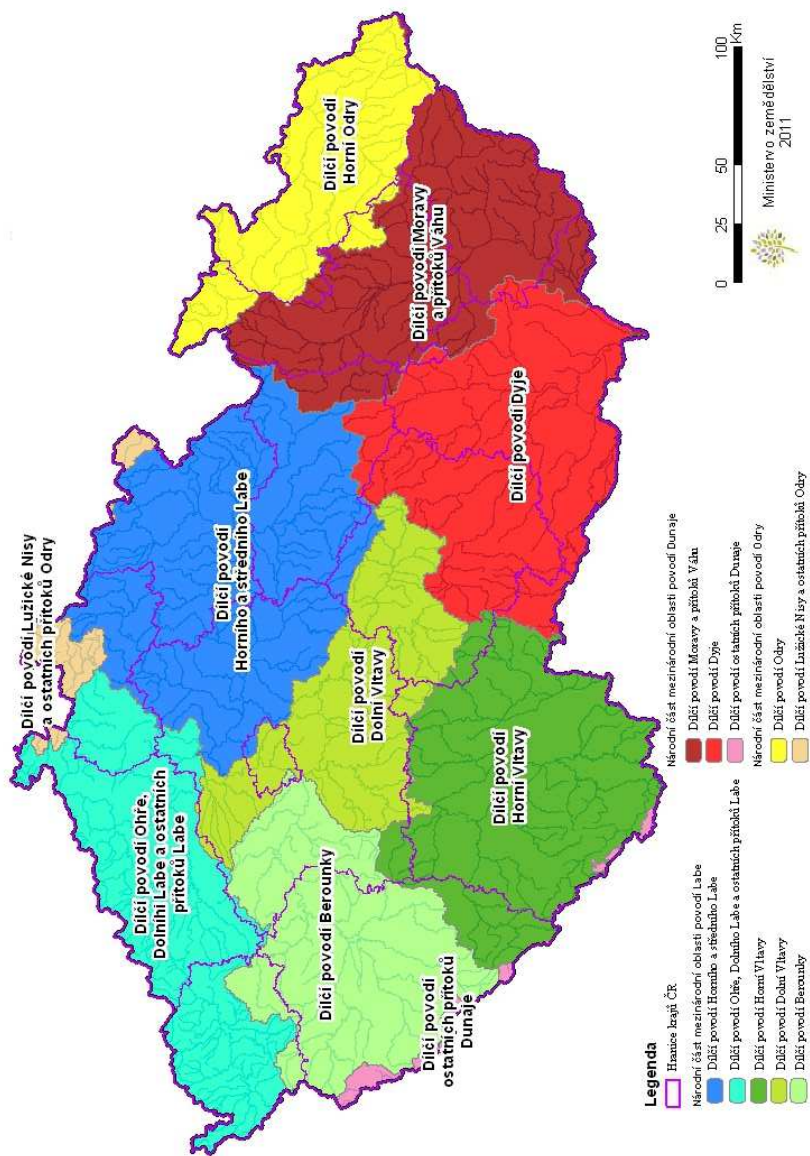 Dílčí povodí Lužické Nisy
a ostatních přítoků Odry
Dílčí povodí Ohře,
Dolního Labe a ostatních
přítoků Labe
Dílčí povodí
Horního a středního Labe
Dílčí povodí
Horní Odry
Dílčí povodí Berounky
Dílčí povodí
Dolní Vltavy
Dílčí povodí Moravy
a přítoků Váhu
Dílčí povodí
ostatních přítoků
Dunaje
Dílčí povodí
Horní Vltavy
Dílčí povodí Dyje
Legenda
Hranice krajů ČR
Národní část mezinárodní oblasti povodí Labe
Dílčí povodí Horního a středního Labe
Dílčí povodí Ohře, Dolního Labe a ostatních přítoků Labe
Dílčí povodí Horní Vltavy
Dílčí povodí Dolní Vltavy
Dílčí povodí Berounky
Národní část mezinárodní oblasti povodí Dunaje
Dílčí povodí Moravy a přítoků Váhu
Dílčí povodí Dyje
Dílčí povodí ostatních přítoků Dunaje
Národní část mezinárodní oblasti povodí Odry
Dílčí povodí Odry
Dílčí povodí Lužické Nisy a ostatních přítoků Odry
0 25 50 100
Km
Ministerstvo zemědělství
2011